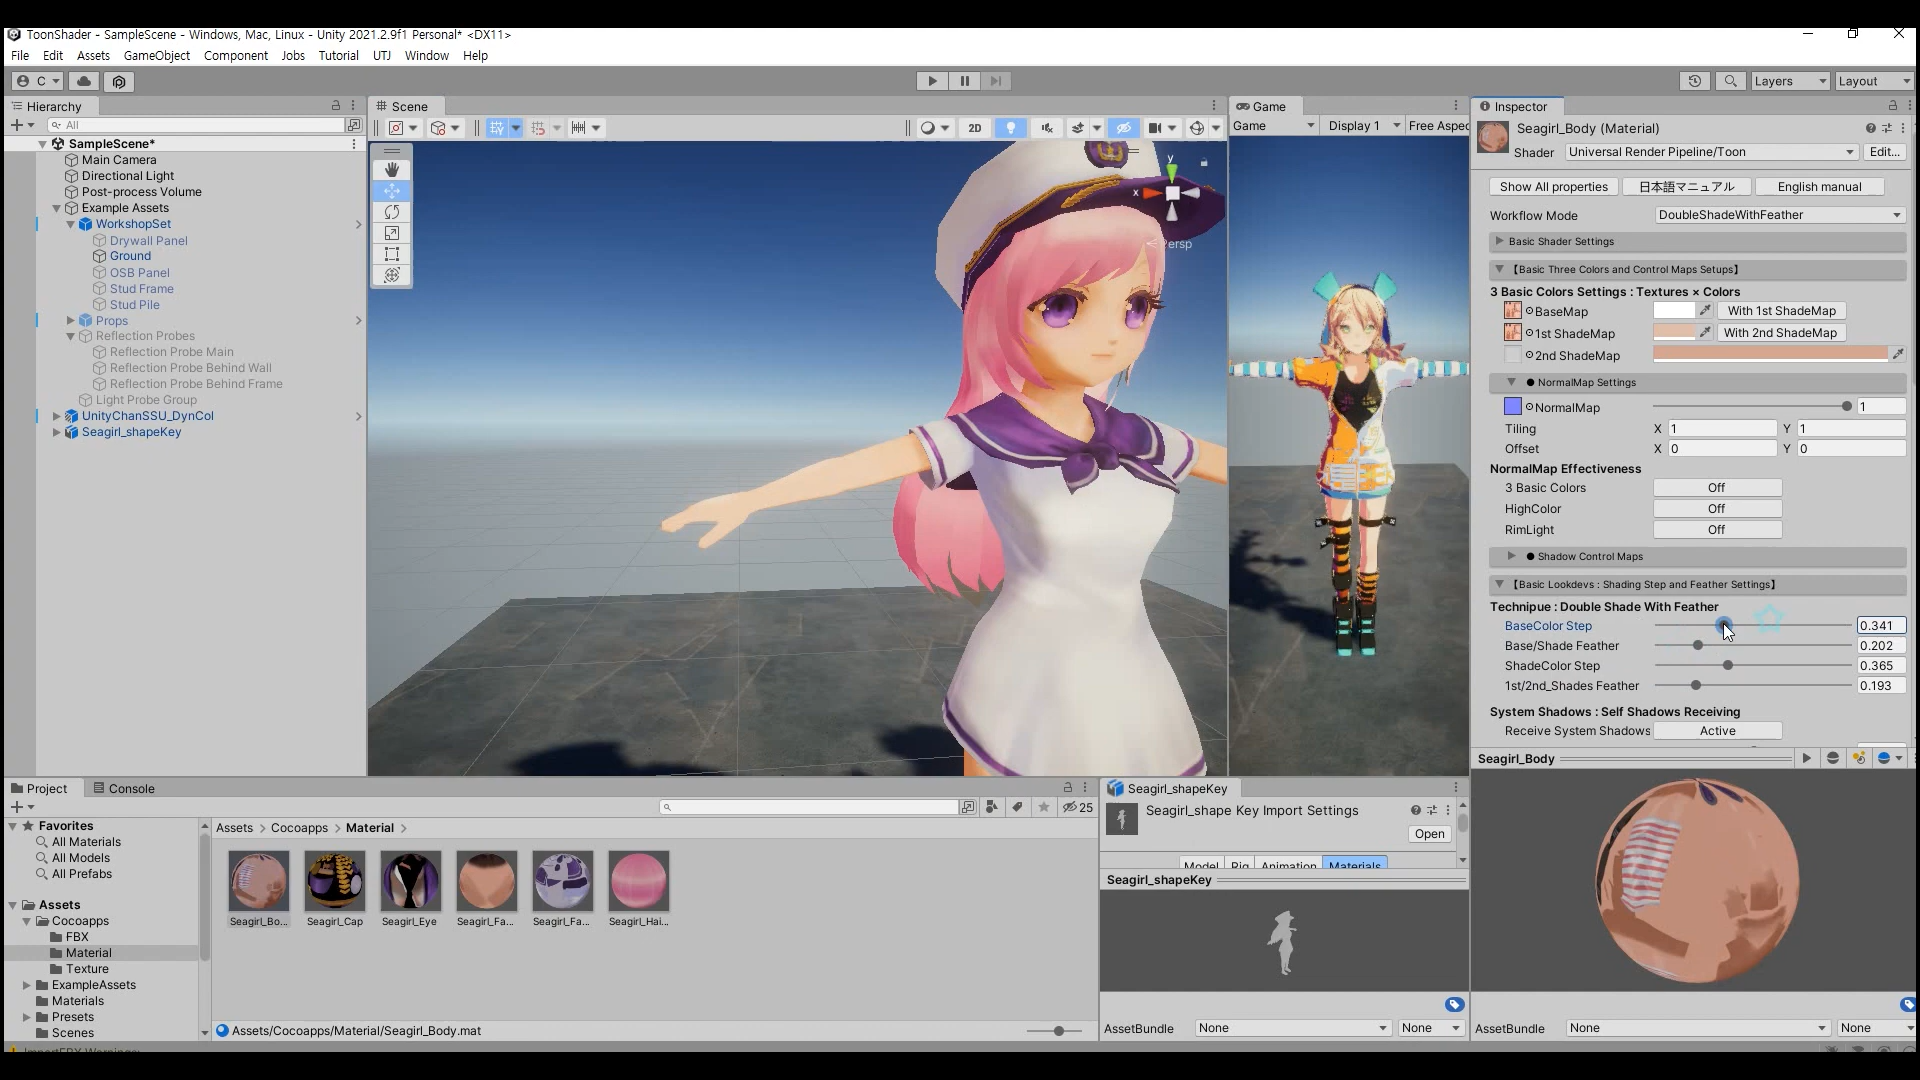 ToonShader - SampleScene - Windows, Mac, Linux - Unity 2021.2.9f1 Personal* <DX11>
File Edit Assets GameObject Component Jobs Tutorial UTJ Window Help
C Layers Layout
Hierarchy
All
SampleScene*
Main Camera
Directional Light
Post-process Volume
Example Assets
WorkshopSet
Drywall Panel
Ground
OSB Panel
Stud Frame
Stud Pile
Props
Reflection Probes
Reflection Probe Main
Reflection Probe Behind Wall
Reflection Probe Behind Frame
Light Probe Group
UnityChanSSU_DynCol
Seagirl_shapeKey
Scene
2D
y
x
Persp
Game
Game Display 1 Free Aspec
Inspector
Seagirl_Body (Material)
Shader Universal Render Pipeline/Toon Edit...
Show All properties 日本語マニュアル English manual
Workflow Mode DoubleShadeWithFeather
Basic Shader Settings
【Basic Three Colors and Control Maps Setups】
3 Basic Colors Settings : Textures × Colors
BaseMap With 1st ShadeMap
1st ShadeMap With 2nd ShadeMap
2nd ShadeMap
● NormalMap Settings
NormalMap 1
Tiling X 1 Y 1
Offset X 0 Y 0
NormalMap Effectiveness
3 Basic Colors Off
HighColor Off
RimLight Off
● Shadow Control Maps
【Basic Lookdevs : Shading Step and Feather Settings】
Technipue : Double Shade With Feather
BaseColor Step 0.341
Base/Shade Feather 0.202
ShadeColor Step 0.365
1st/2nd_Shades Feather 0.193
System Shadows : Self Shadows Receiving
Receive System Shadows Active
Seagirl_Body
AssetBundle None None
Project Console
25
Favorites
All Materials
All Models
All Prefabs
Assets
Cocoapps
FBX
Material
Texture
ExampleAssets
Materials
Presets
Scenes
Assets > Cocoapps > Material >
Seagirl_Bo... Seagirl_Cap Seagirl_Eye Seagirl_Fa... Seagirl_Fa... Seagirl_Hai...
Assets/Cocoapps/Material/Seagirl_Body.mat
Seagirl_shapeKey
Seagirl_shape Key Import Settings
Open
Model Rig Animation Materials
Seagirl_shapeKey
AssetBundle None None